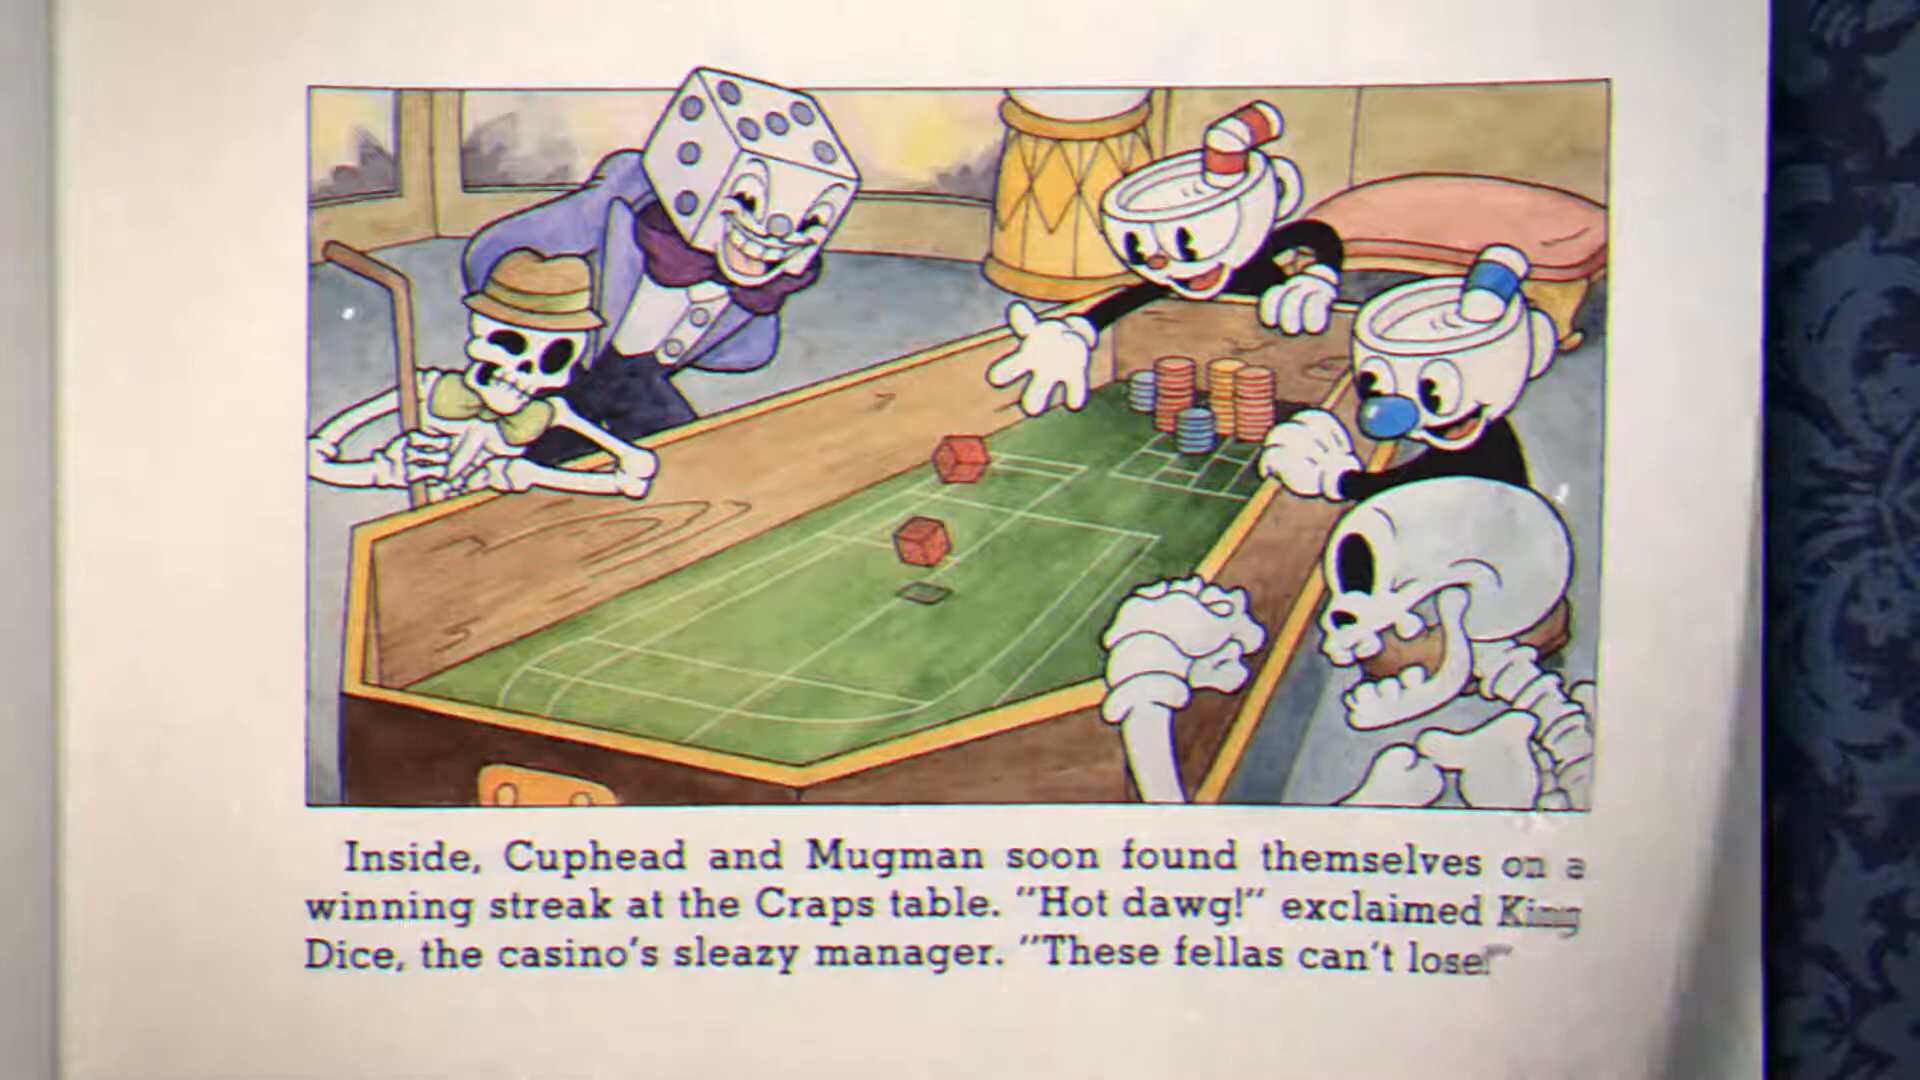 Inside, Cuphead and Mugman soon found themselves on a
winning streak at the Craps table. "Hot dawg!" exclaimed King
Dice, the casino's sleazy manager. "These fellas can't lose!"